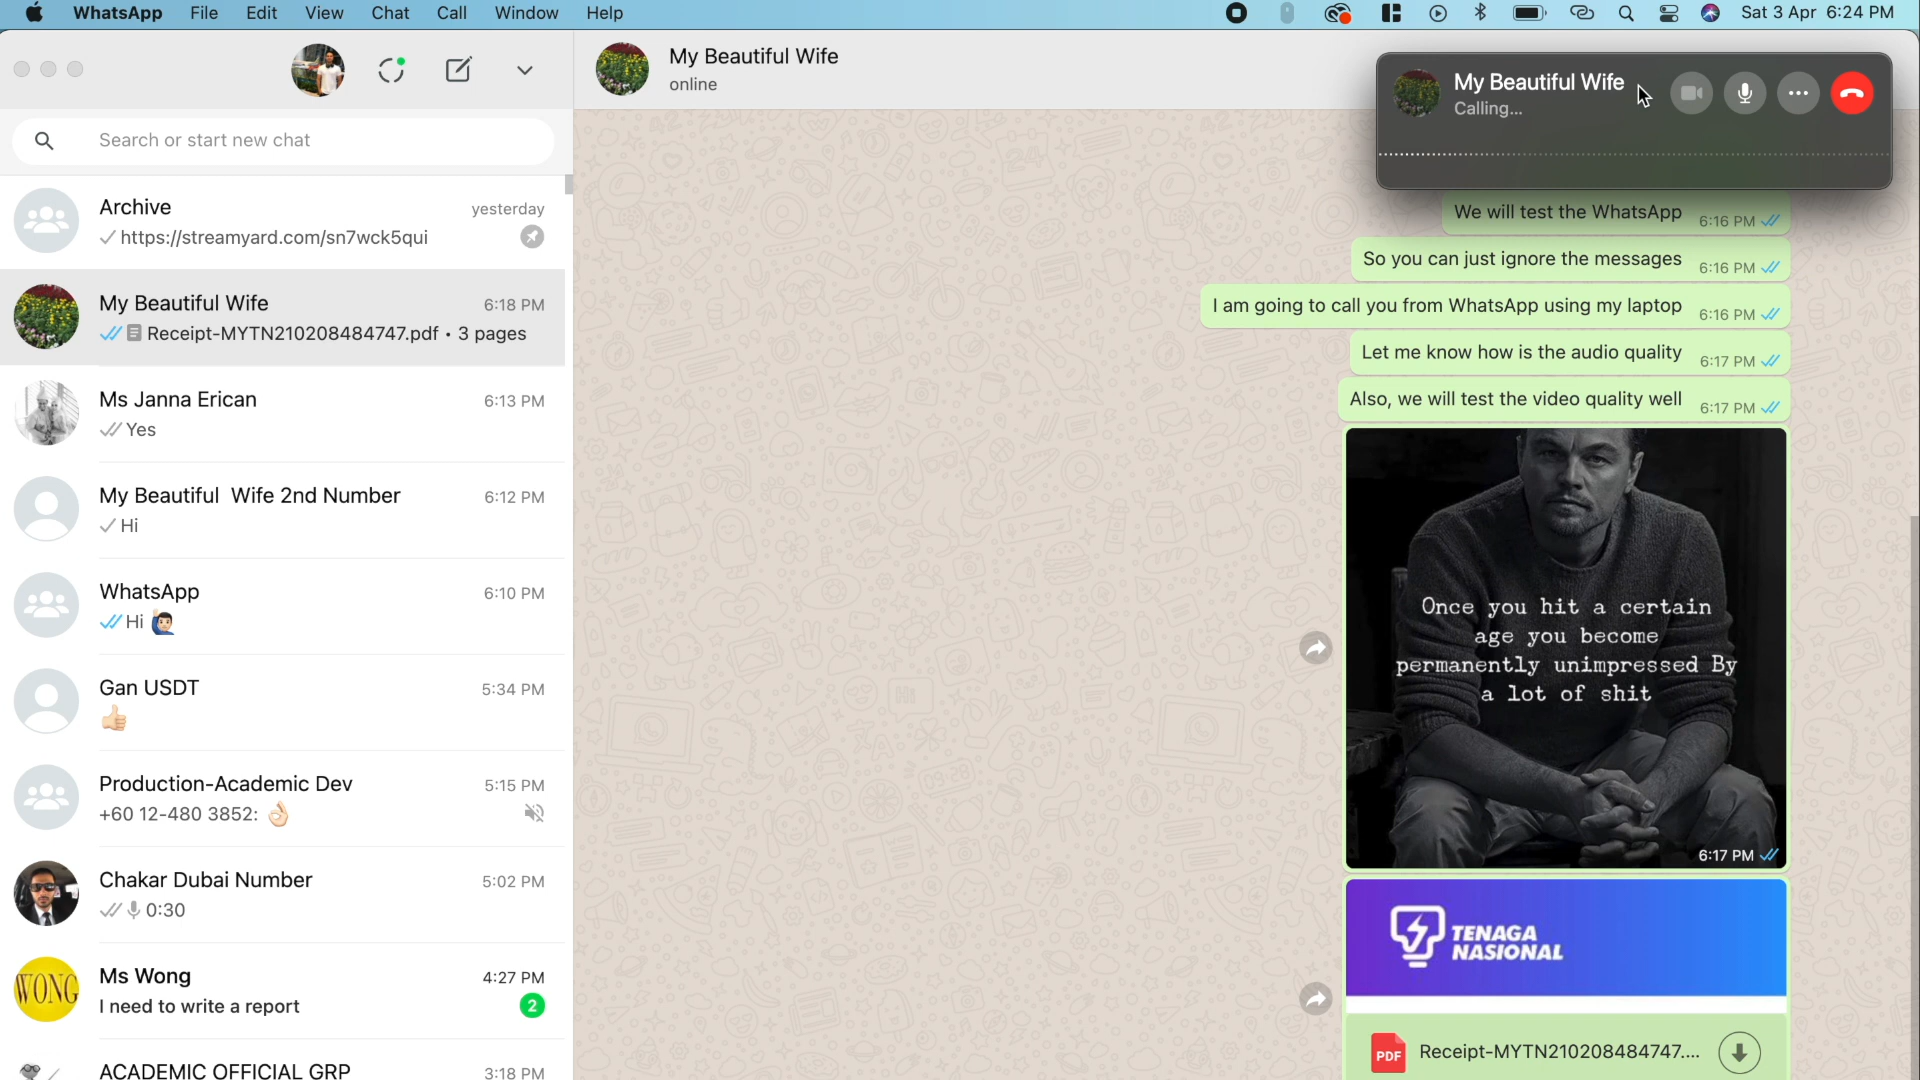 WhatsApp File Edit View Chat Call Window Help Sat 3 Apr 6:24 PM
My Beautiful Wife
online
My Beautiful Wife
Calling...
Search or start new chat
Archive yesterday
https://streamyard.com/sn7wck5qui
My Beautiful Wife 6:18 PM
Receipt-MYTN210208484747.pdf • 3 pages
Ms Janna Erican 6:13 PM
Yes
My Beautiful Wife 2nd Number 6:12 PM
Hi
WhatsApp 6:10 PM
Hi 🙋🏻‍♂️
Gan USDT 5:34 PM
👍🏻
Production-Academic Dev 5:15 PM
+60 12-480 3852: 👌🏻
Chakar Dubai Number 5:02 PM
0:30
WONG
Ms Wong 4:27 PM
I need to write a report 2
ACADEMIC OFFICIAL GRP 3:18 PM
We will test the WhatsApp 6:16 PM
So you can just ignore the messages 6:16 PM
I am going to call you from WhatsApp using my laptop 6:16 PM
Let me know how is the audio quality 6:17 PM
Also, we will test the video quality well 6:17 PM
Once you hit a certain
age you become
permanently unimpressed By
a lot of shit
6:17 PM
TENAGA
NASIONAL
PDF Receipt-MYTN210208484747....